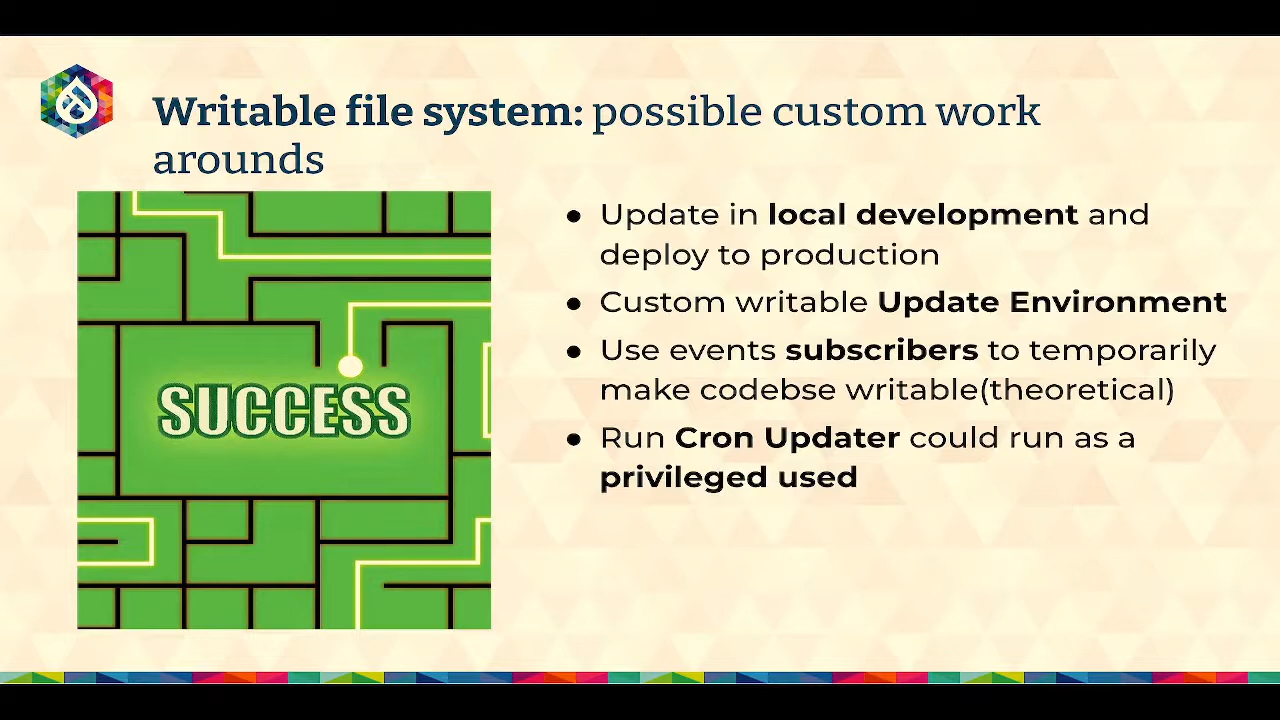 Writable file system: possible custom work
arounds
SUCCESS
● Update in local development and
deploy to production
● Custom writable Update Environment
● Use events subscribers to temporarily
make codebse writable(theoretical)
● Run Cron Updater could run as a
privileged used